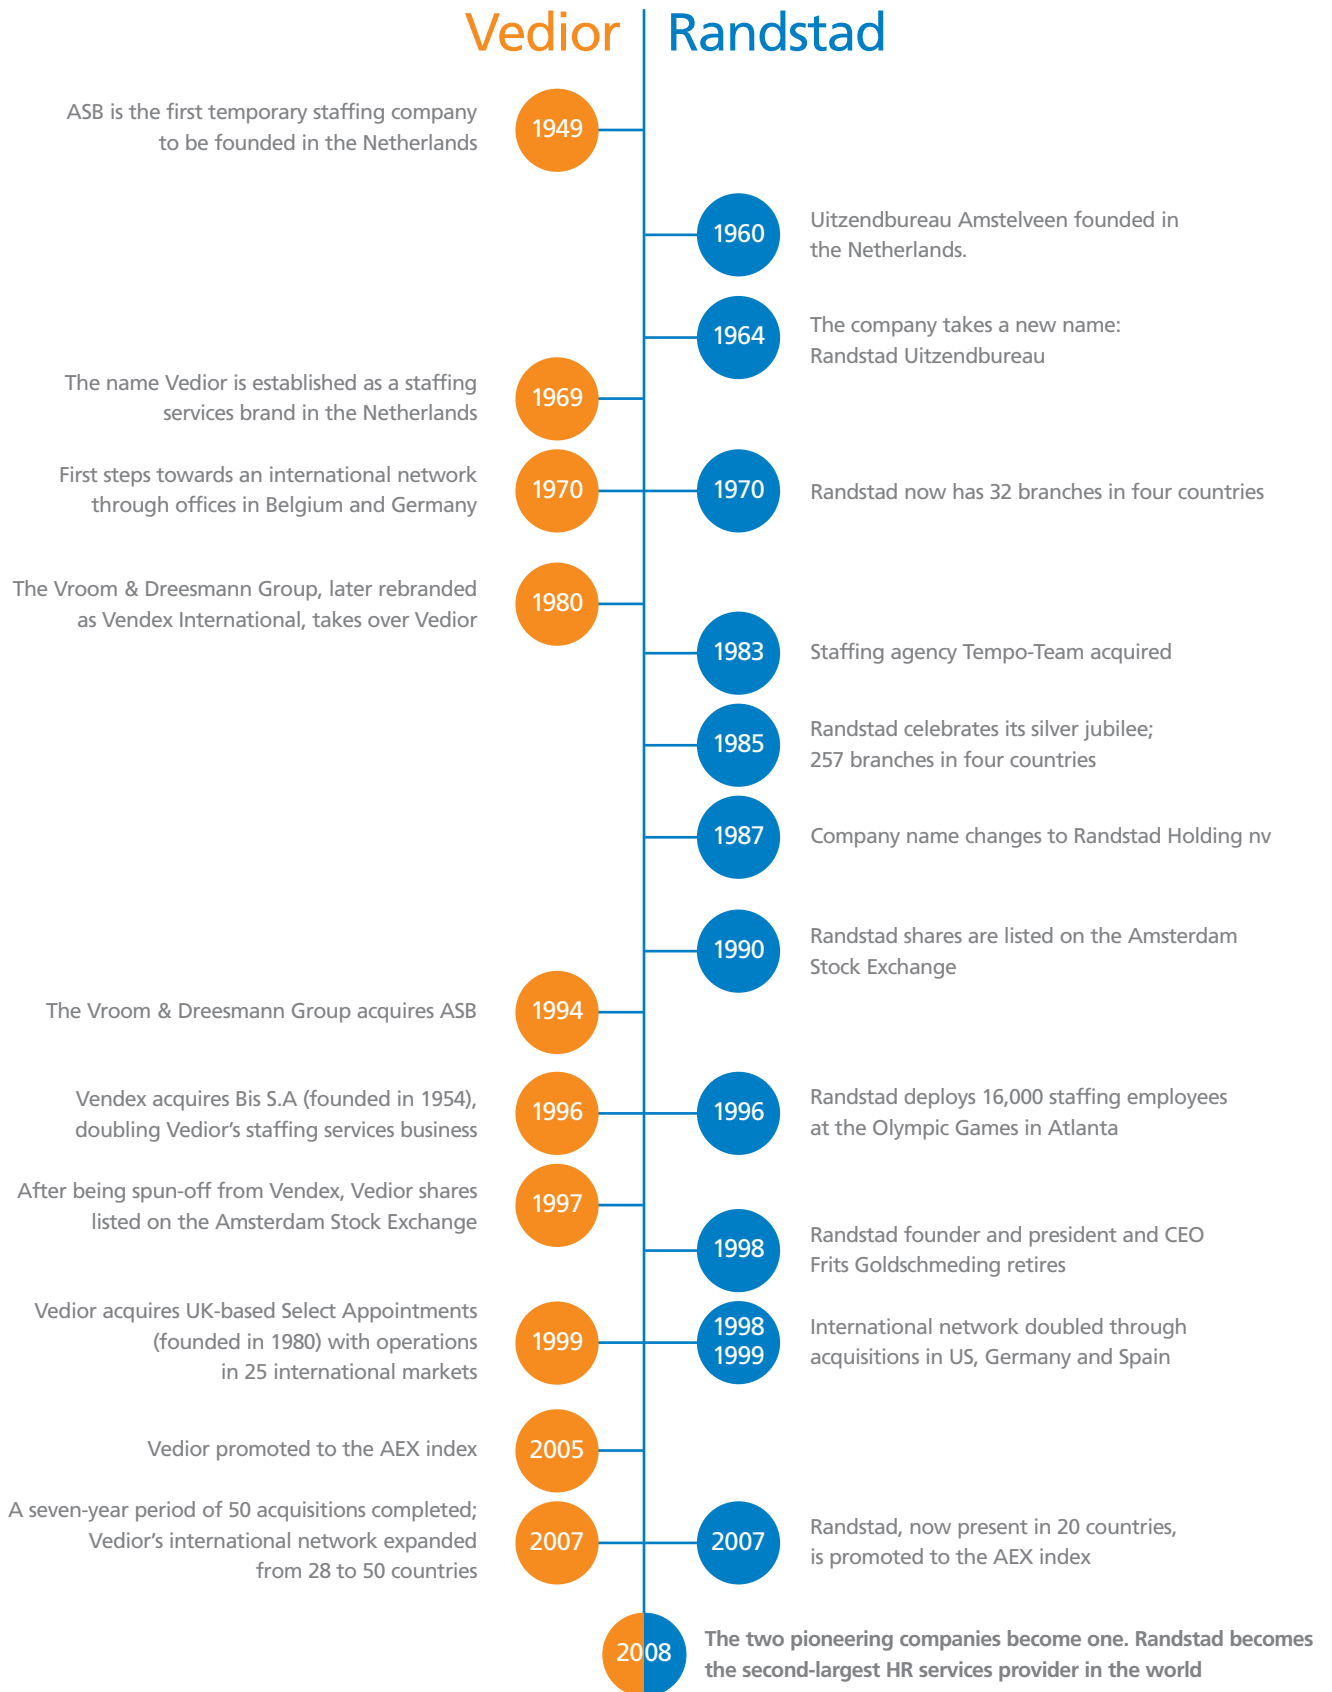 Vedior
Randstad
ASB is the first temporary staffing company
to be founded in the Netherlands
1949
1960
Uitzendbureau Amstelveen founded in
the Netherlands.
1964
The company takes a new name:
Randstad Uitzendbureau
The name Vedior is established as a staffing
services brand in the Netherlands
1969
First steps towards an international network
through offices in Belgium and Germany
1970
1970
Randstad now has 32 branches in four countries
The Vroom & Dreesmann Group, later rebranded
as Vendex International, takes over Vedior
1980
1983
Staffing agency Tempo-Team acquired
1985
Randstad celebrates its silver jubilee;
257 branches in four countries
1987
Company name changes to Randstad Holding nv
1990
Randstad shares are listed on the Amsterdam
Stock Exchange
The Vroom & Dreesmann Group acquires ASB
1994
Vendex acquires Bis S.A (founded in 1954),
doubling Vedior's staffing services business
1996
1996
Randstad deploys 16,000 staffing employees
at the Olympic Games in Atlanta
After being spun-off from Vendex, Vedior shares
listed on the Amsterdam Stock Exchange
1997
1998
Randstad founder and president and CEO
Frits Goldschmeding retires
Vedior acquires UK-based Select Appointments
(founded in 1980) with operations
in 25 international markets
1999
1998
1999
International network doubled through
acquisitions in US, Germany and Spain
Vedior promoted to the AEX index
2005
A seven-year period of 50 acquisitions completed;
Vedior's international network expanded
from 28 to 50 countries
2007
2007
Randstad, now present in 20 countries,
is promoted to the AEX index
2008
The two pioneering companies become one. Randstad becomes
the second-largest HR services provider in the world